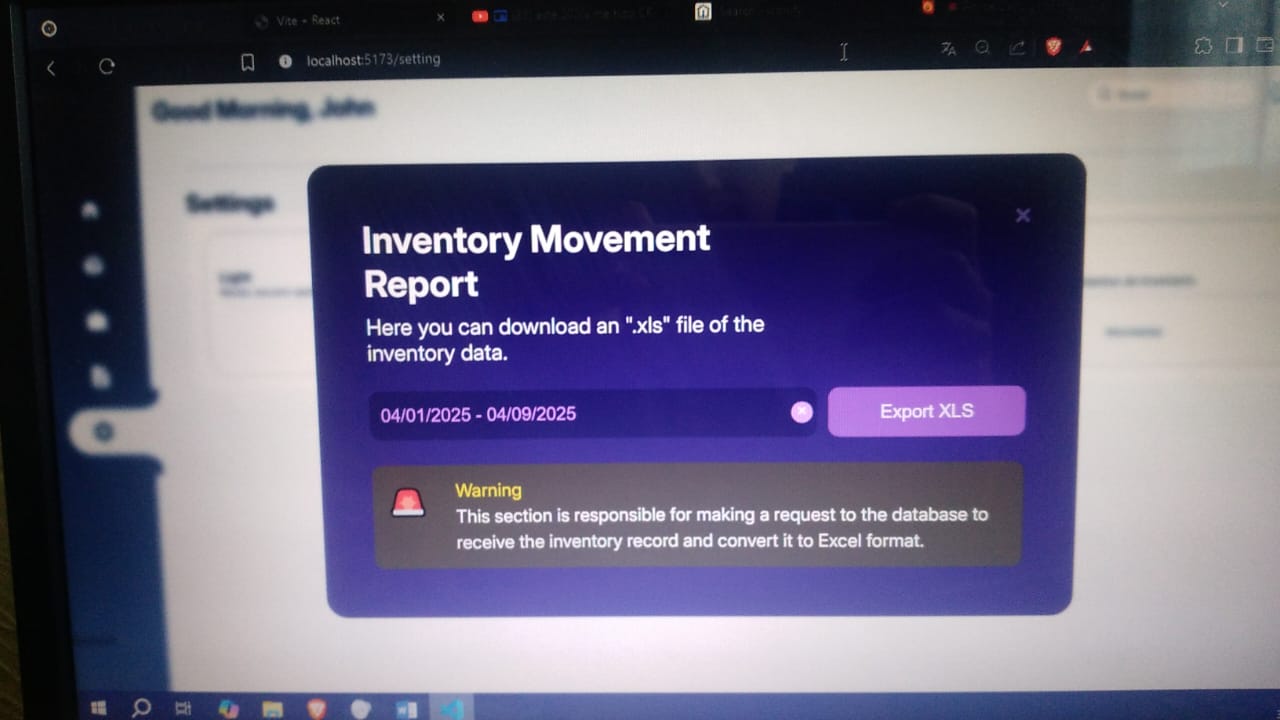 Vite + React
localhost:5173/setting
Good Morning, John
Settings
Inventory Movement
Report
Here you can download an ".xls" file of the
inventory data.
04/01/2025 - 04/09/2025
Export XLS
Warning
This section is responsible for making a request to the database to
receive the inventory record and convert it to Excel format.